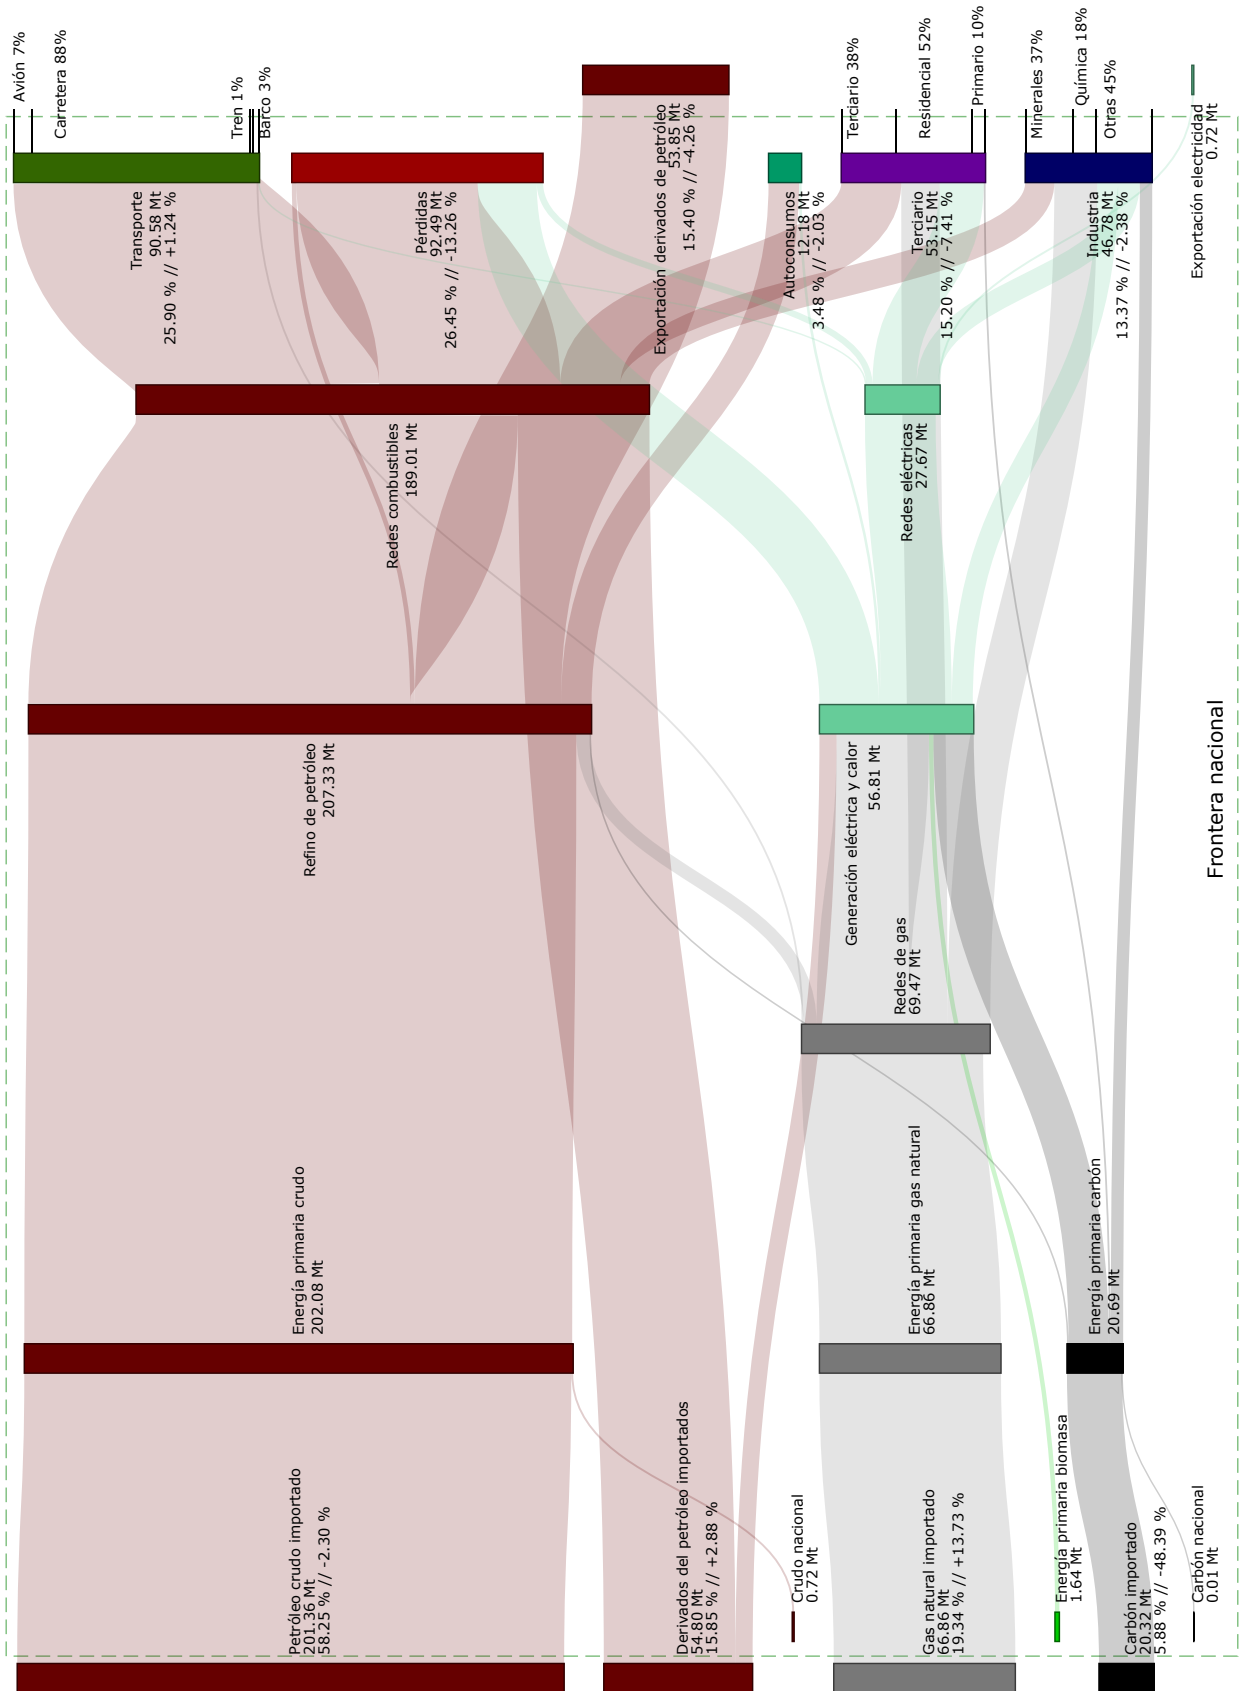 Petróleo crudo importado
201.36 Mt
58.25 % // -2.30 %
Derivados del petróleo importados
54.80 Mt
15.85 % // +2.88 %
Crudo nacional
0.72 Mt
Gas natural importado
66.86 Mt
19.34 % // +13.73 %
Energía primaria biomasa
1.64 Mt
Carbón importado
20.32 Mt
5.88 % // -48.39 %
Carbón nacional
0.01 Mt
Energía primaria crudo
202.08 Mt
Energía primaria gas natural
66.86 Mt
Energía primaria carbón
20.69 Mt
Redes de gas
69.47 Mt
Refino de petróleo
207.33 Mt
Generación eléctrica y calor
56.81 Mt
Frontera nacional
Redes combustibles
189.01 Mt
Redes eléctricas
27.67 Mt
Transporte
90.58 Mt
25.90 % // +1.24 %
Pérdidas
92.49 Mt
26.45 % // -13.26 %
Exportación derivados de petróleo
53.85 Mt
15.40 % // -4.26 %
Autoconsumos
12.18 Mt
3.48 % // -2.03 %
Terciario
53.15 Mt
15.20 % // -7.41 %
Industria
46.78 Mt
13.37 % // -2.38 %
Exportación electricidad
0.72 Mt
Avión 7%
Carretera 88%
Tren 1%
Barco 3%
Terciario 38%
Residencial 52%
Primario 10%
Minerales 37%
Química 18%
Otras 45%